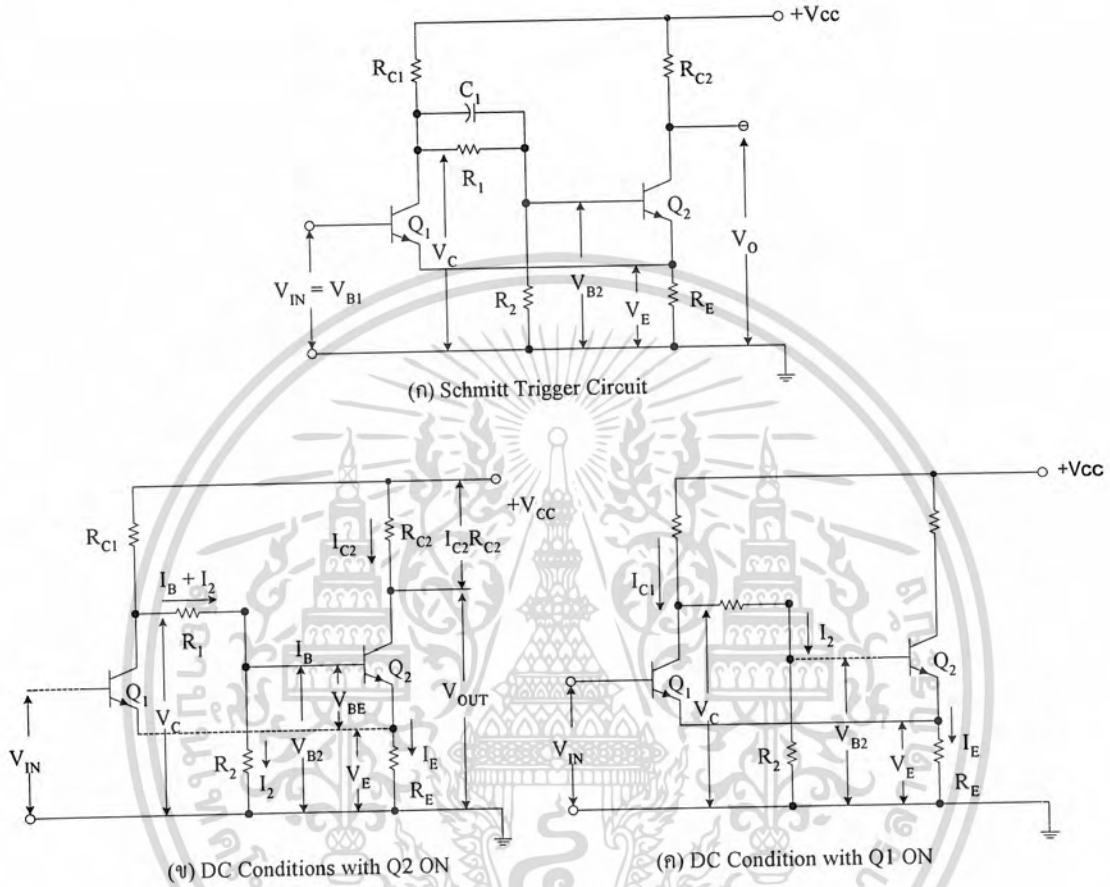 +Vcc
R_C1
R_C2
C_1
R_1
Q_1
Q_2
V_C
V_O
V_IN = V_B1
R_2
V_B2
V_E
R_E
(ก) Schmitt Trigger Circuit
+V_CC
R_C1
I_C2
R_C2
I_C2R_C2
I_B + I_2
R_1
I_B
Q_1
Q_2
V_C
V_BE
V_OUT
V_IN
R_2
V_B2
I_2
V_E
I_E
R_E
(ข) DC Conditions with Q2 ON
+Vcc
I_C1
I_2
Q_1
Q_2
V_C
V_IN
R_2
V_B2
V_E
I_E
R_E
(ค) DC Condition with Q1 ON